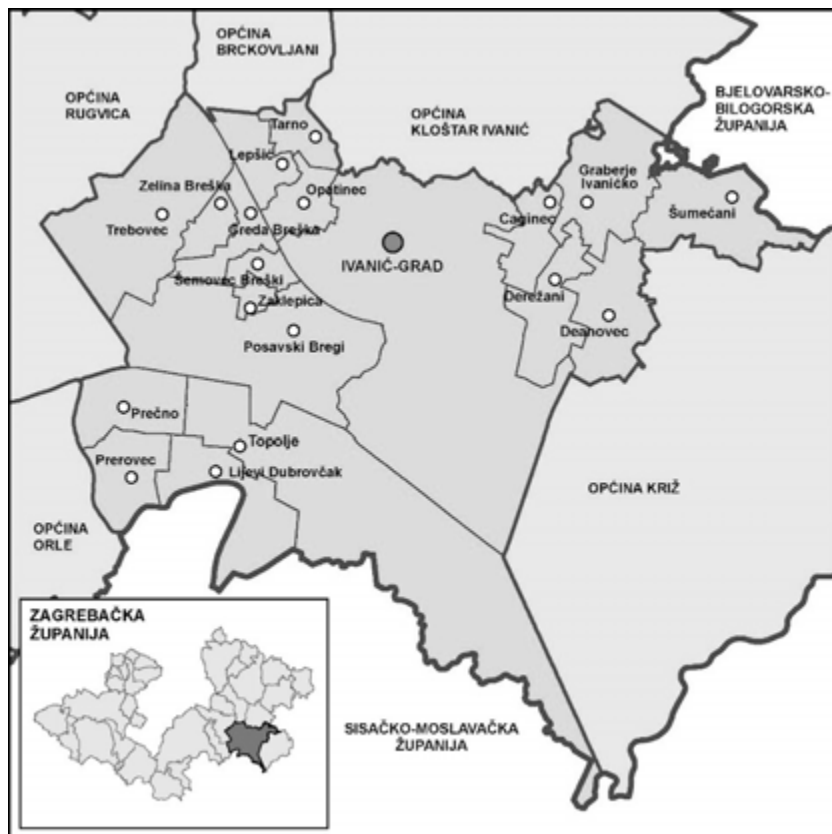 OPĆINA
BRCKOVLJANI
OPĆINA
RUGVICA
OPĆINA
KLOŠTAR IVANIĆ
BJELOVARSKO-
BILOGORSKA
ŽUPANIJA
Tarno
Lepšić
Zelina Breška
Opatinec
Trebovec
Greda Breška
Graberje
Ivaničko
Caginec
Šumećani
IVANIĆ-GRAD
Šemovec Breški
Zaklepica
Derežani
Deanovec
Posavski Bregi
Prečno
Topolje
Prerovec
Lijevi Dubrovčak
OPĆINA KRIŽ
OPĆINA
ORLE
ZAGREBAČKA
ŽUPANIJA
SISAČKO-MOSLAVAČKA
ŽUPANIJA